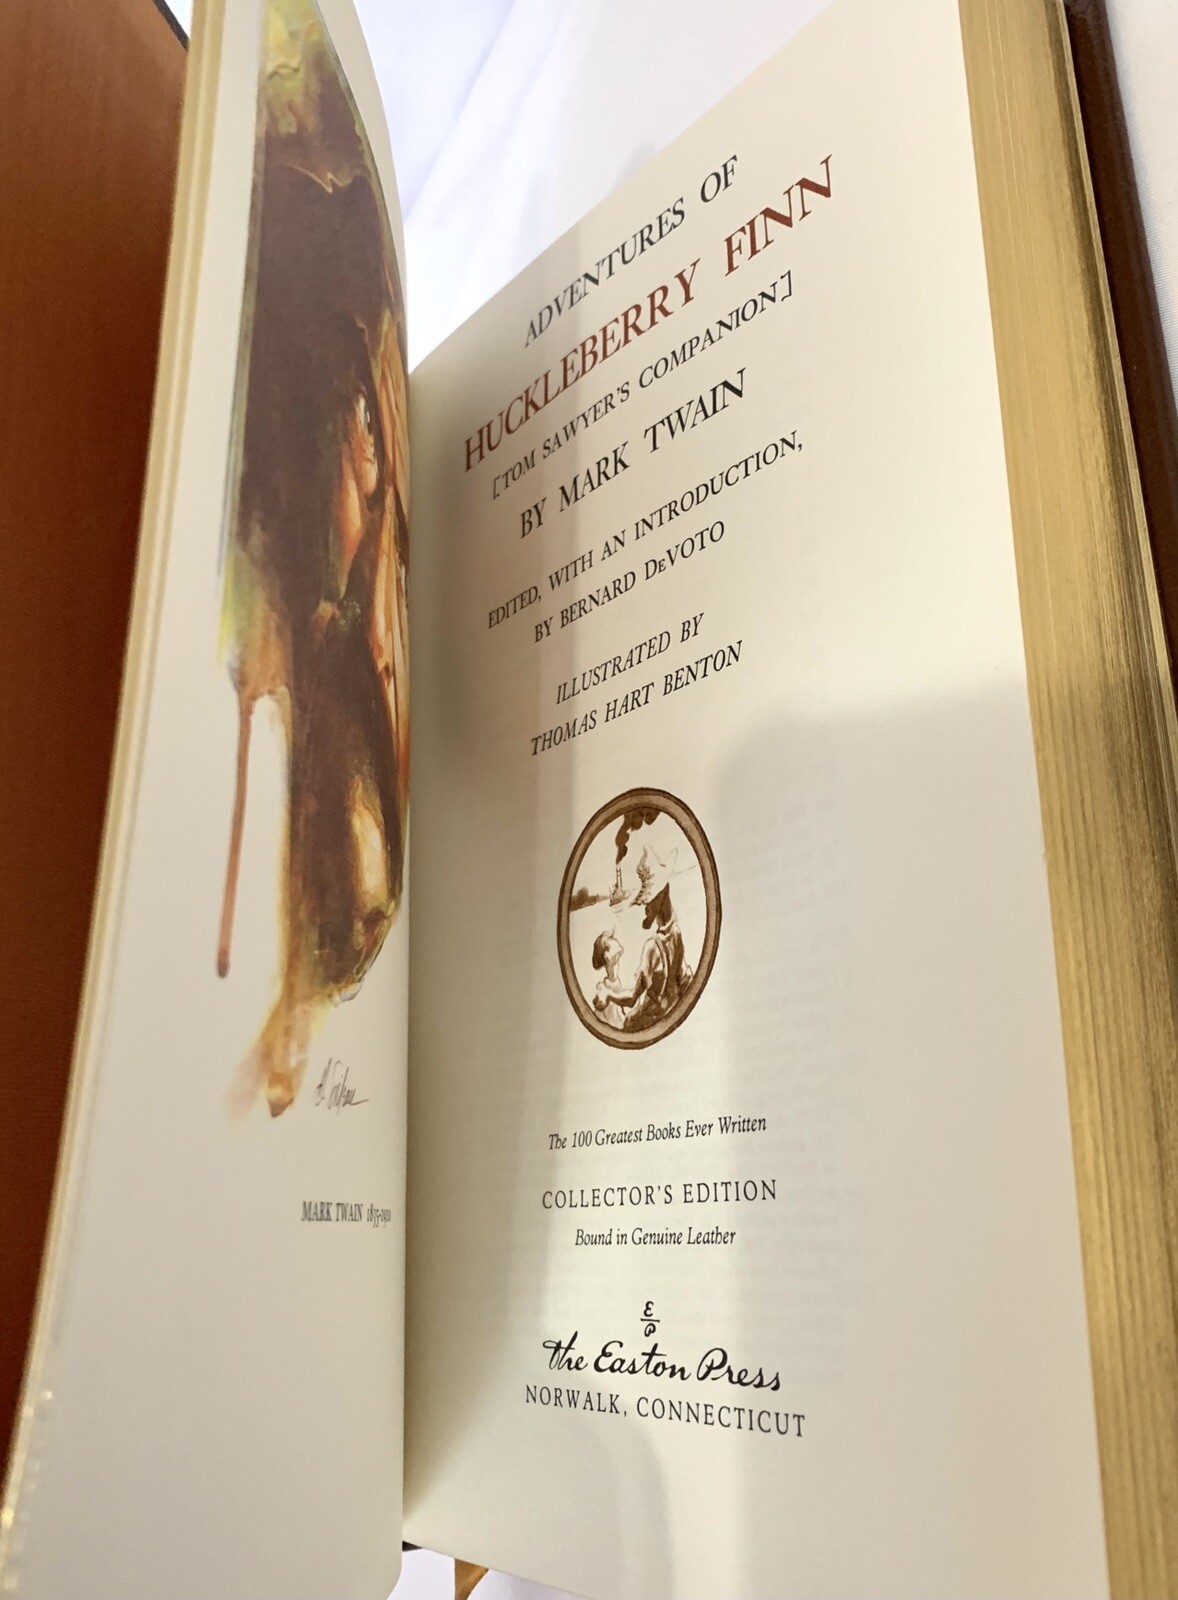 MARK TWAIN 1835-1910
ADVENTURES OF
HUCKLEBERRY FINN
[TOM SAWYER'S COMPANION]
BY MARK TWAIN
EDITED, WITH AN INTRODUCTION,
BY BERNARD DeVOTO
ILLUSTRATED BY
THOMAS HART BENTON
The 100 Greatest Books Ever Written
COLLECTOR'S EDITION
Bound in Genuine Leather
E
P
the Easton Press
NORWALK, CONNECTICUT